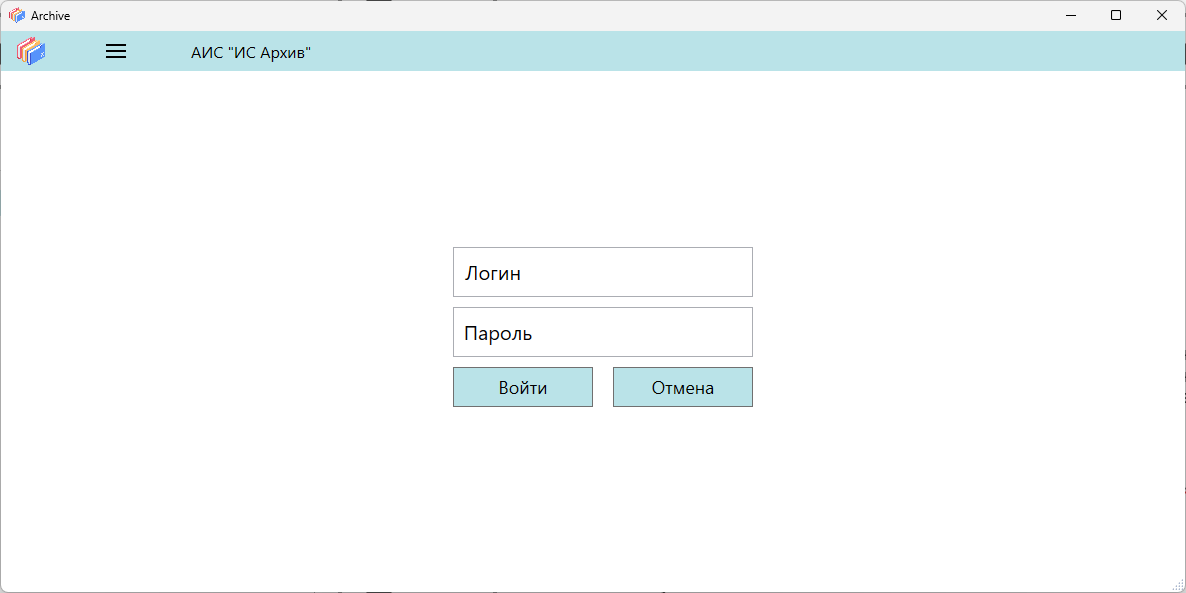 Archive
АИС "ИС Архив"
Логин
Пароль
Войти
Отмена